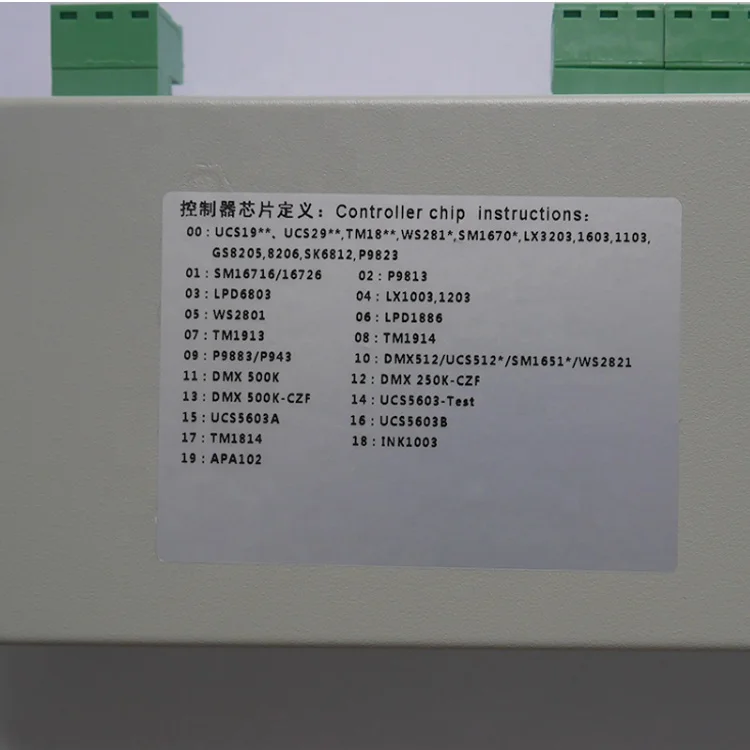 控制器芯片定义：Controller chip instructions:
00：UCS19**、UCS29**,TM18**,WS281*,SM1670*,LX3203,1603,1103,
GS8205,8206,SK6812,P9823
01：SM16716/16726 02：P9813
03：LPD6803 04：LX1003,1203
05：WS2801 06：LPD1886
07：TM1913 08：TM1914
09：P9883/P943 10：DMX512/UCS512*/SM1651*/WS2821
11：DMX 500K 12：DMX 250K-CZF
13：DMX 500K-CZF 14：UCS5603-Test
15：UCS5603A 16：UCS5603B
17：TM1814 18：INK1003
19：APA102